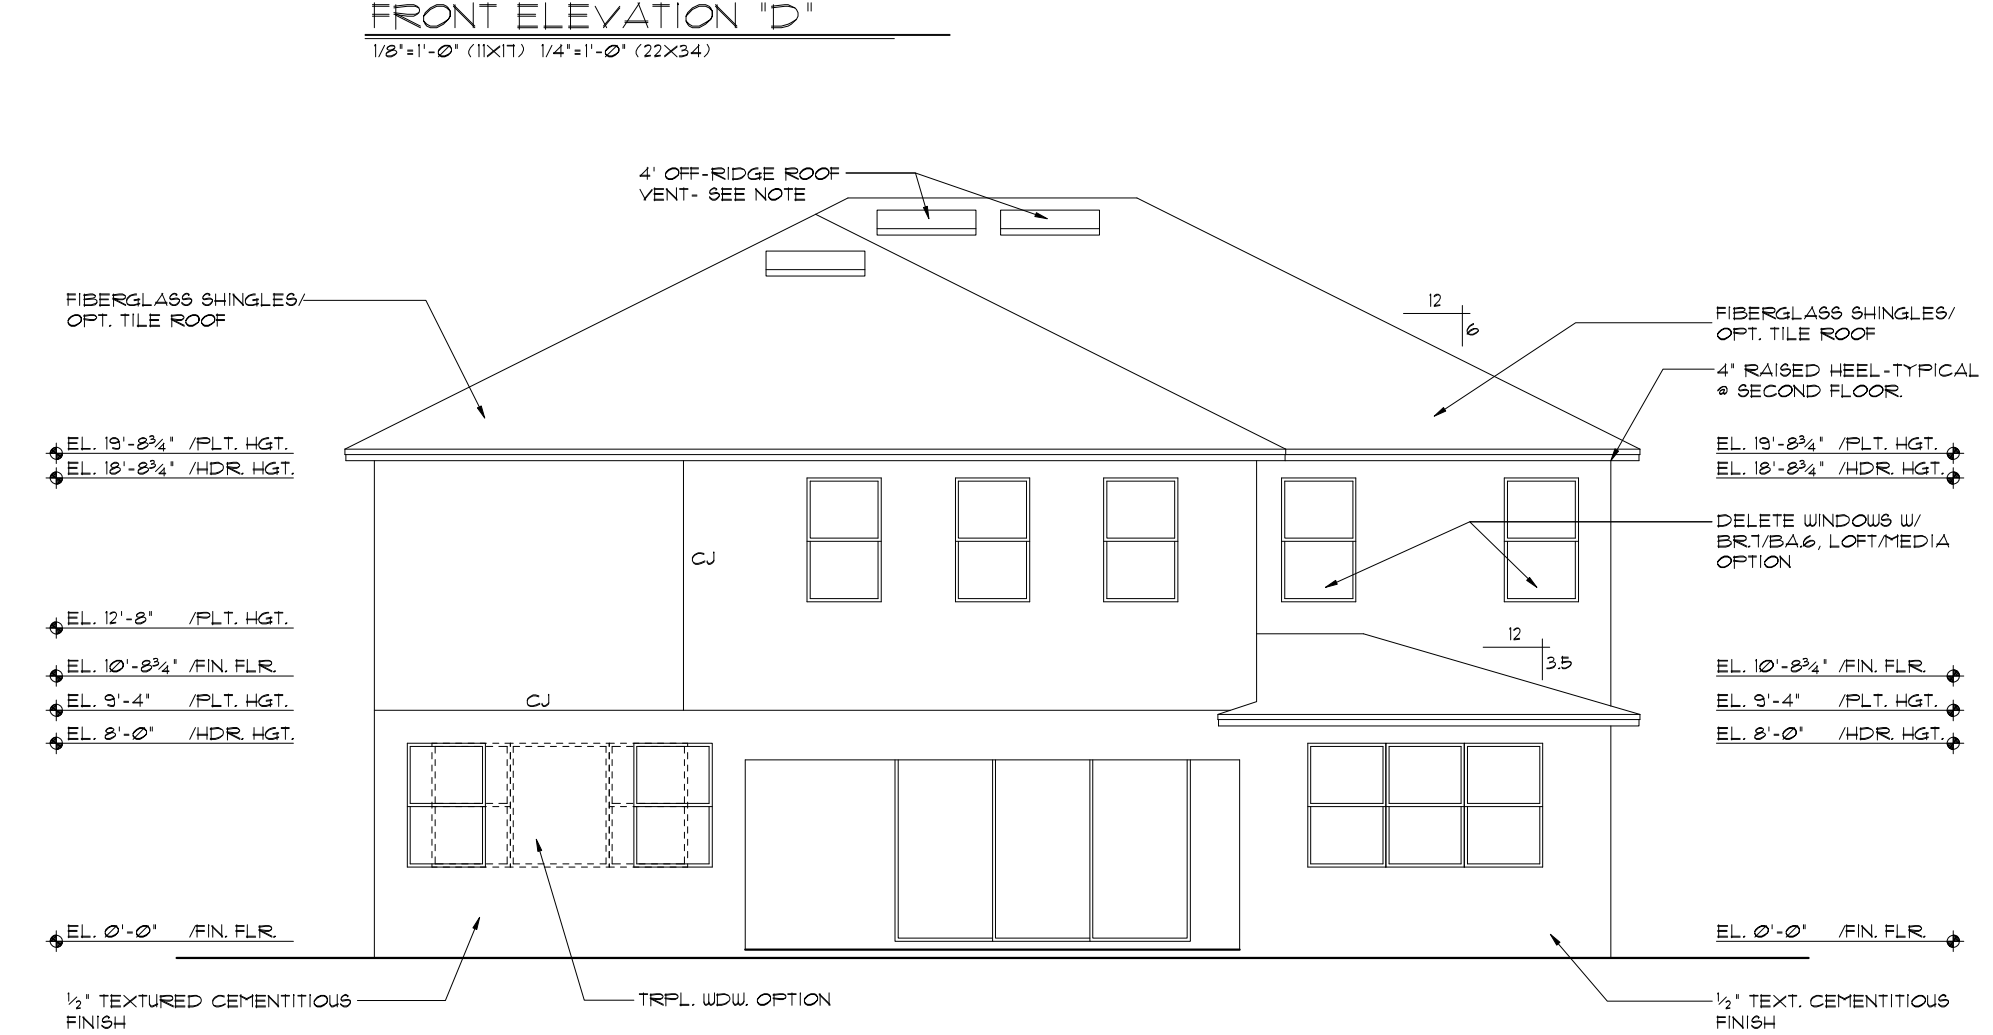 FRONT ELEVATION "D"
1/8"=1'-0" (11X17) 1/4"=1'-0" (22X34)
4' OFF-RIDGE ROOF
VENT- SEE NOTE
FIBERGLASS SHINGLES/
OPT. TILE ROOF
12
6
FIBERGLASS SHINGLES/
OPT. TILE ROOF
4" RAISED HEEL-TYPICAL
@ SECOND FLOOR.
EL. 19'-8¾" /PLT. HGT.
EL. 18'-8¾" /HDR. HGT.
EL. 19'-8¾" /PLT. HGT.
EL. 18'-8¾" /HDR. HGT.
CJ
DELETE WINDOWS W/
BR.7/BA.6, LOFT/MEDIA
OPTION
EL. 12'-8" /PLT. HGT.
12
3.5
EL. 10'-8¾" /FIN. FLR.
EL. 9'-4" /PLT. HGT.
EL. 8'-0" /HDR. HGT.
CJ
EL. 10'-8¾" /FIN. FLR.
EL. 9'-4" /PLT. HGT.
EL. 8'-0" /HDR. HGT.
EL. 0'-0" /FIN. FLR.
EL. 0'-0" /FIN. FLR.
½" TEXTURED CEMENTITIOUS
FINISH
TRPL. WDW. OPTION
½" TEXT. CEMENTITIOUS
FINISH